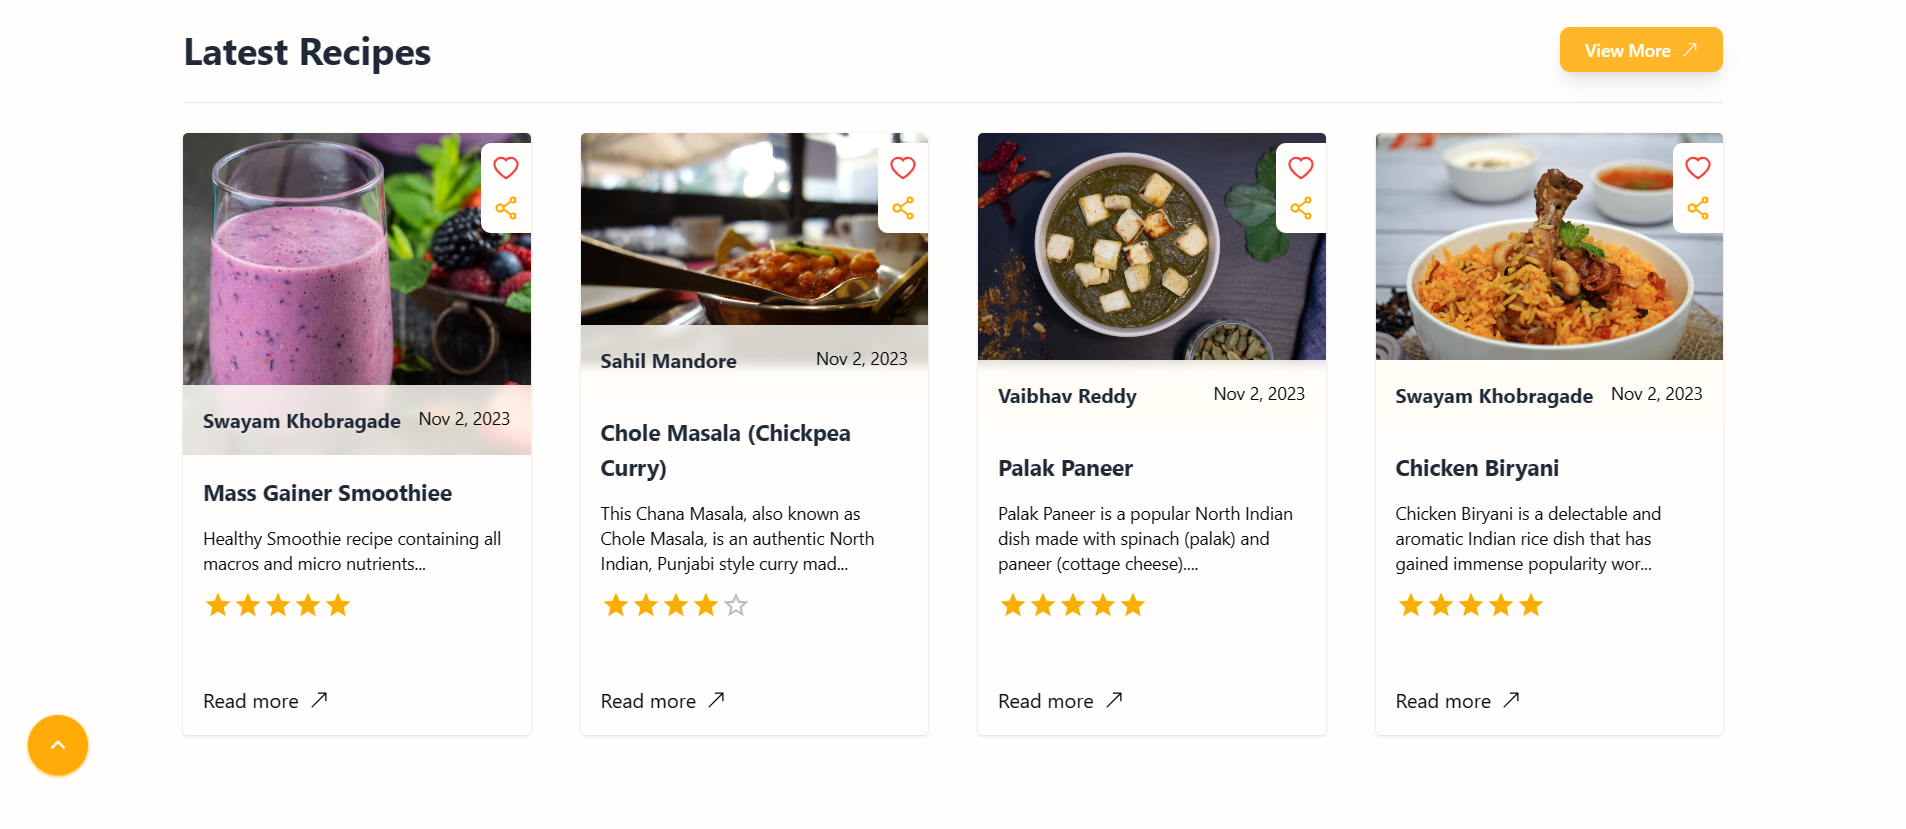 Latest Recipes
View More
Swayam Khobragade Nov 2, 2023
Mass Gainer Smoothiee
Healthy Smoothie recipe containing all
macros and micro nutrients...
Read more
Sahil Mandore Nov 2, 2023
Chole Masala (Chickpea
Curry)
This Chana Masala, also known as
Chole Masala, is an authentic North
Indian, Punjabi style curry mad...
Read more
Vaibhav Reddy Nov 2, 2023
Palak Paneer
Palak Paneer is a popular North Indian
dish made with spinach (palak) and
paneer (cottage cheese)....
Read more
Swayam Khobragade Nov 2, 2023
Chicken Biryani
Chicken Biryani is a delectable and
aromatic Indian rice dish that has
gained immense popularity wor...
Read more